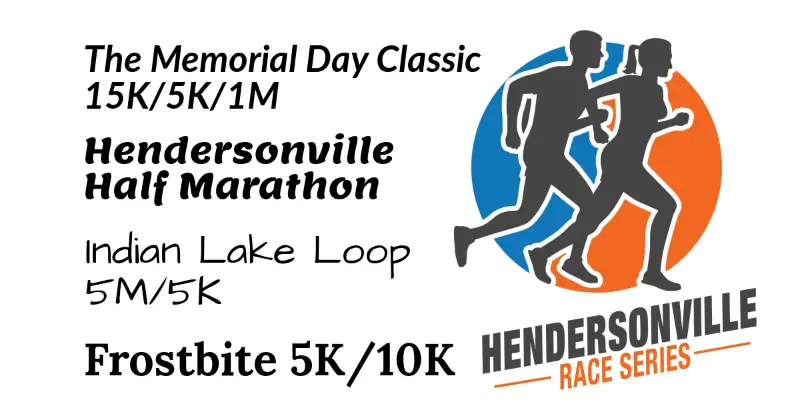 The Memorial Day Classic
15K/5K/1M
Hendersonville
Half Marathon
Indian Lake Loop
5M/5K
Frostbite 5K/10K
HENDERSONVILLE
RACE SERIES